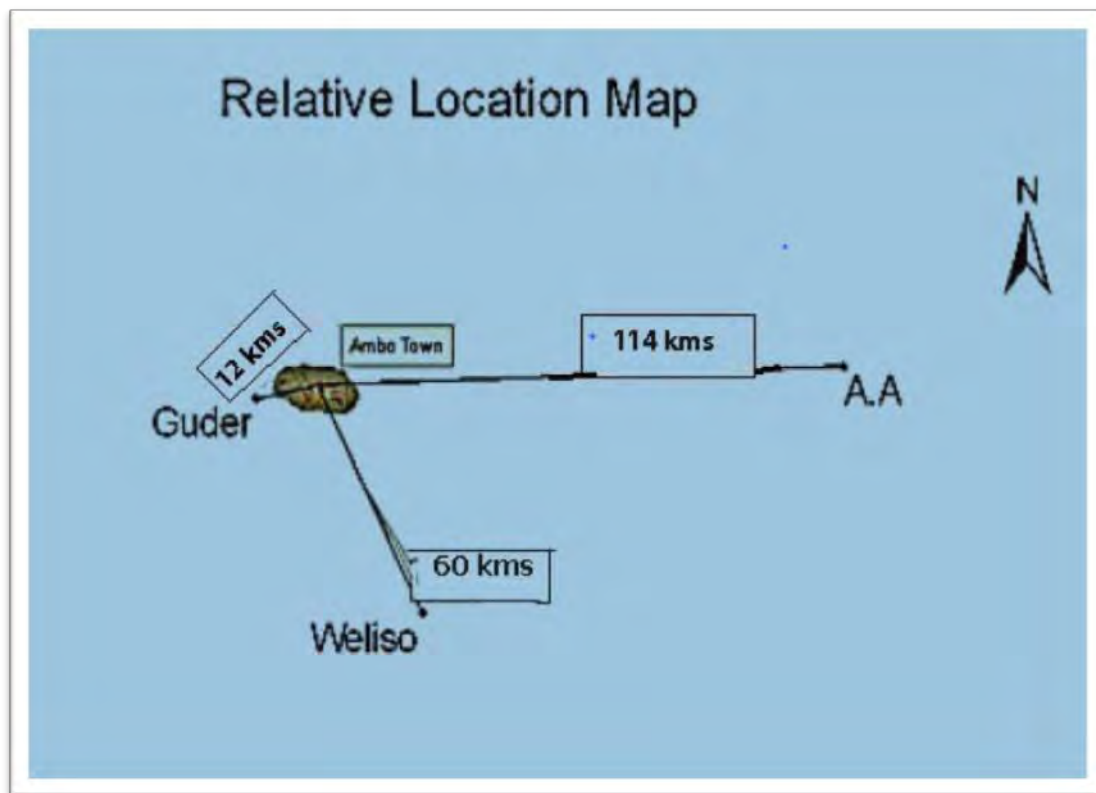 Relative Location Map
N
12 kms
Ambo Town
114 kms
Guder
A.A
60 kms
Weliso